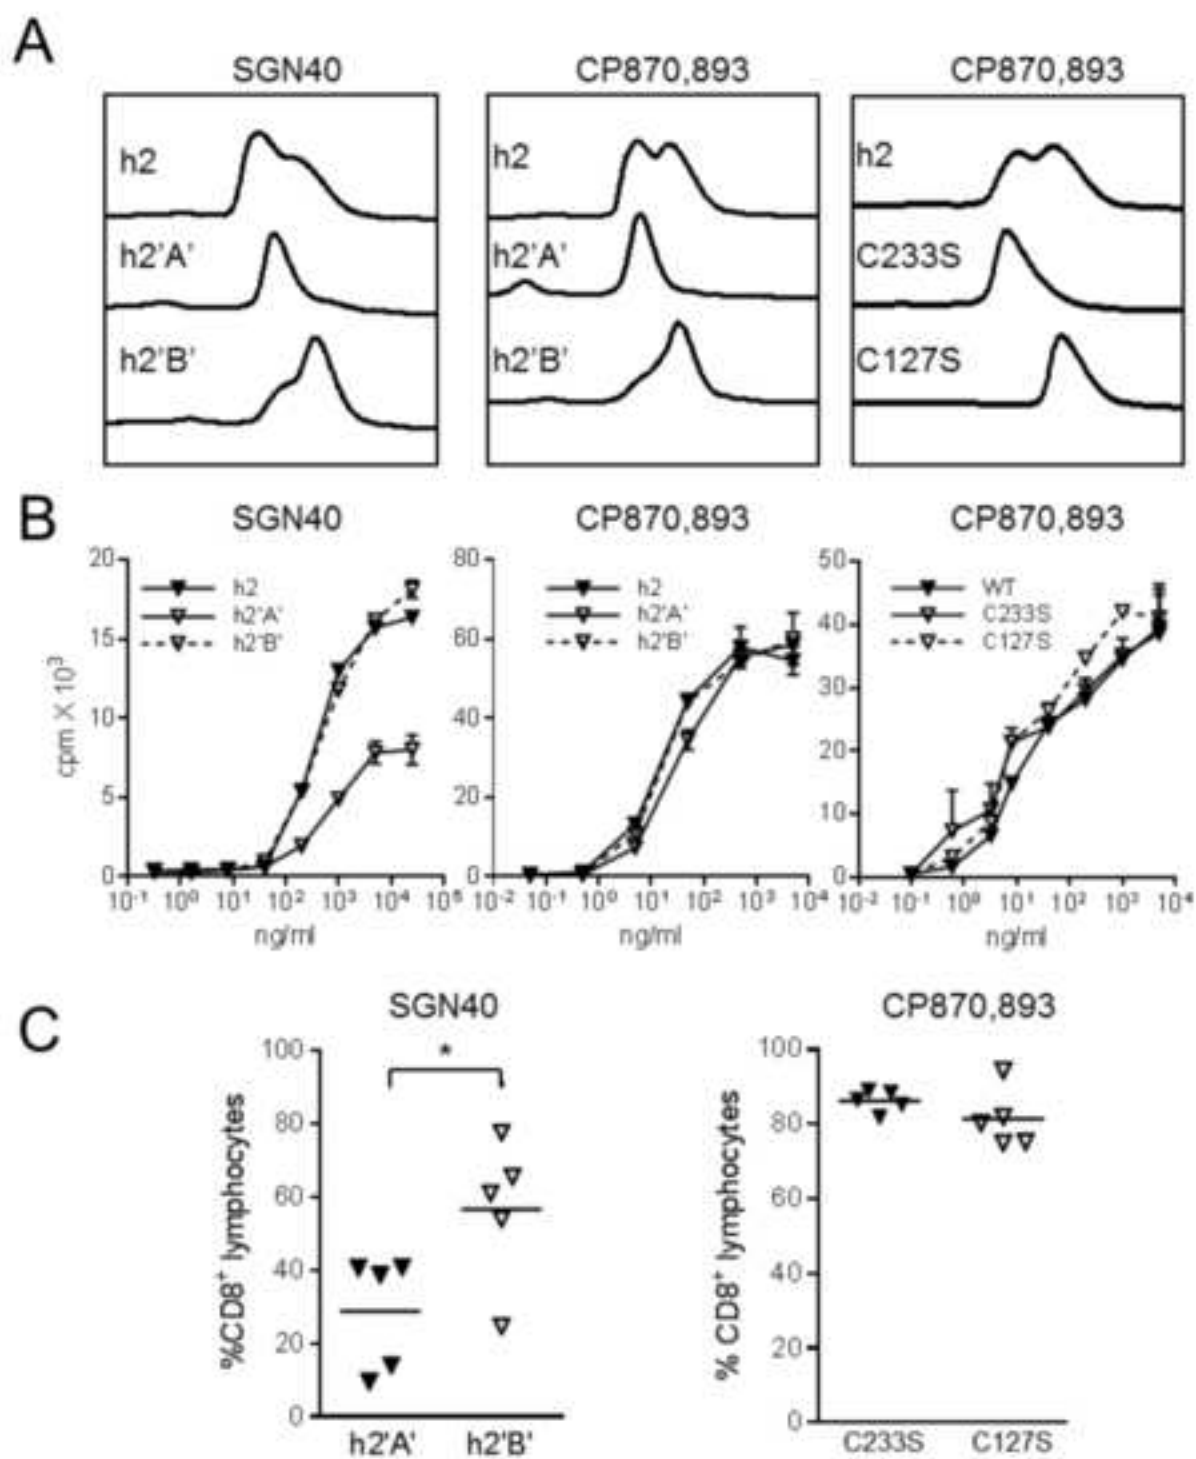 A
SGN40 CP870,893 CP870,893
h2 h2 h2
h2'A' h2'A' C233S
h2'B' h2'B' C127S
B
SGN40 CP870,893 CP870,893
20 80 50
h2 h2 WT
h2'A' h2'A' C233S
h2'B' h2'B' C127S
15 60 40
30
10 40
20
5 20 10
0 0 0
cpm X 10³
10⁻¹ 10⁰ 10¹ 10² 10³ 10⁴ 10⁵ 10⁻² 10⁻¹ 10⁰ 10¹ 10² 10³ 10⁴ 10⁻² 10⁻¹ 10⁰ 10¹ 10² 10³ 10⁴
ng/ml ng/ml ng/ml
C
SGN40 CP870,893
100 100
*
80 80
60 60
40 40
20 20
0 0
%CD8⁺ lymphocytes % CD8⁺ lymphocytes
h2'A' h2'B' C233S C127S